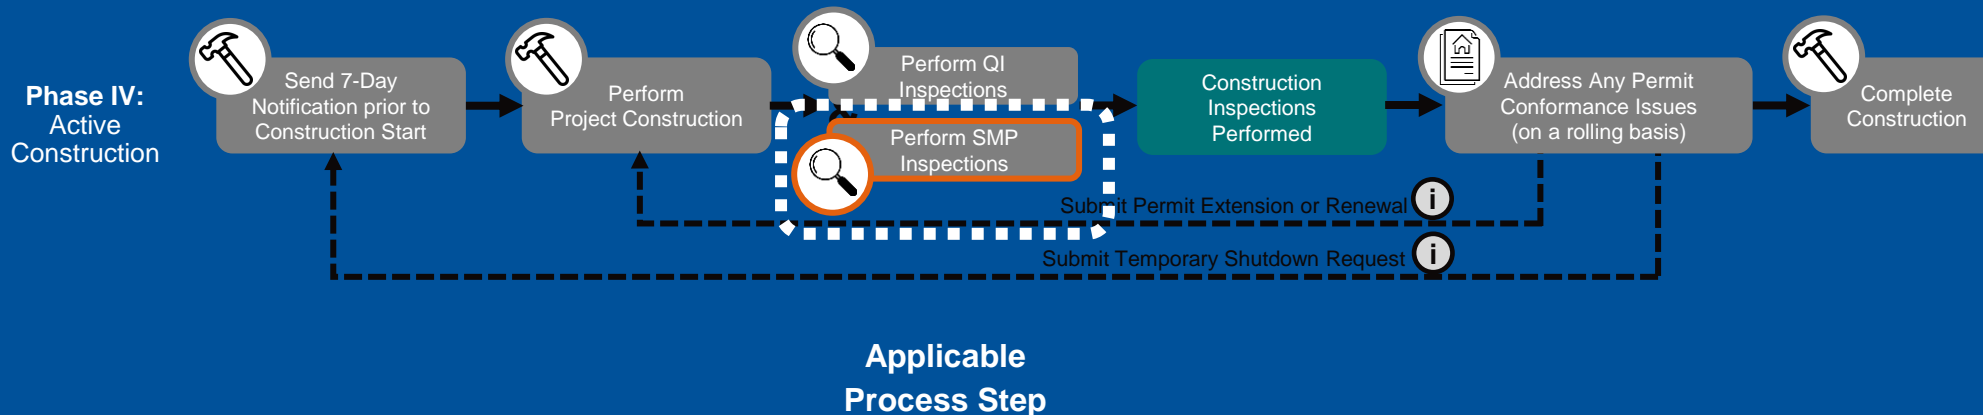 Phase IV:
Active
Construction
Send 7-Day
Notification prior to
Construction Start
Perform
Project Construction
Perform QI
Inspections
Perform SMP
Inspections
Construction
Inspections
Performed
Address Any Permit
Conformance Issues
(on a rolling basis)
Complete
Construction
Submit Permit Extension or Renewal
i
Submit Temporary Shutdown Request
i
Applicable
Process Step